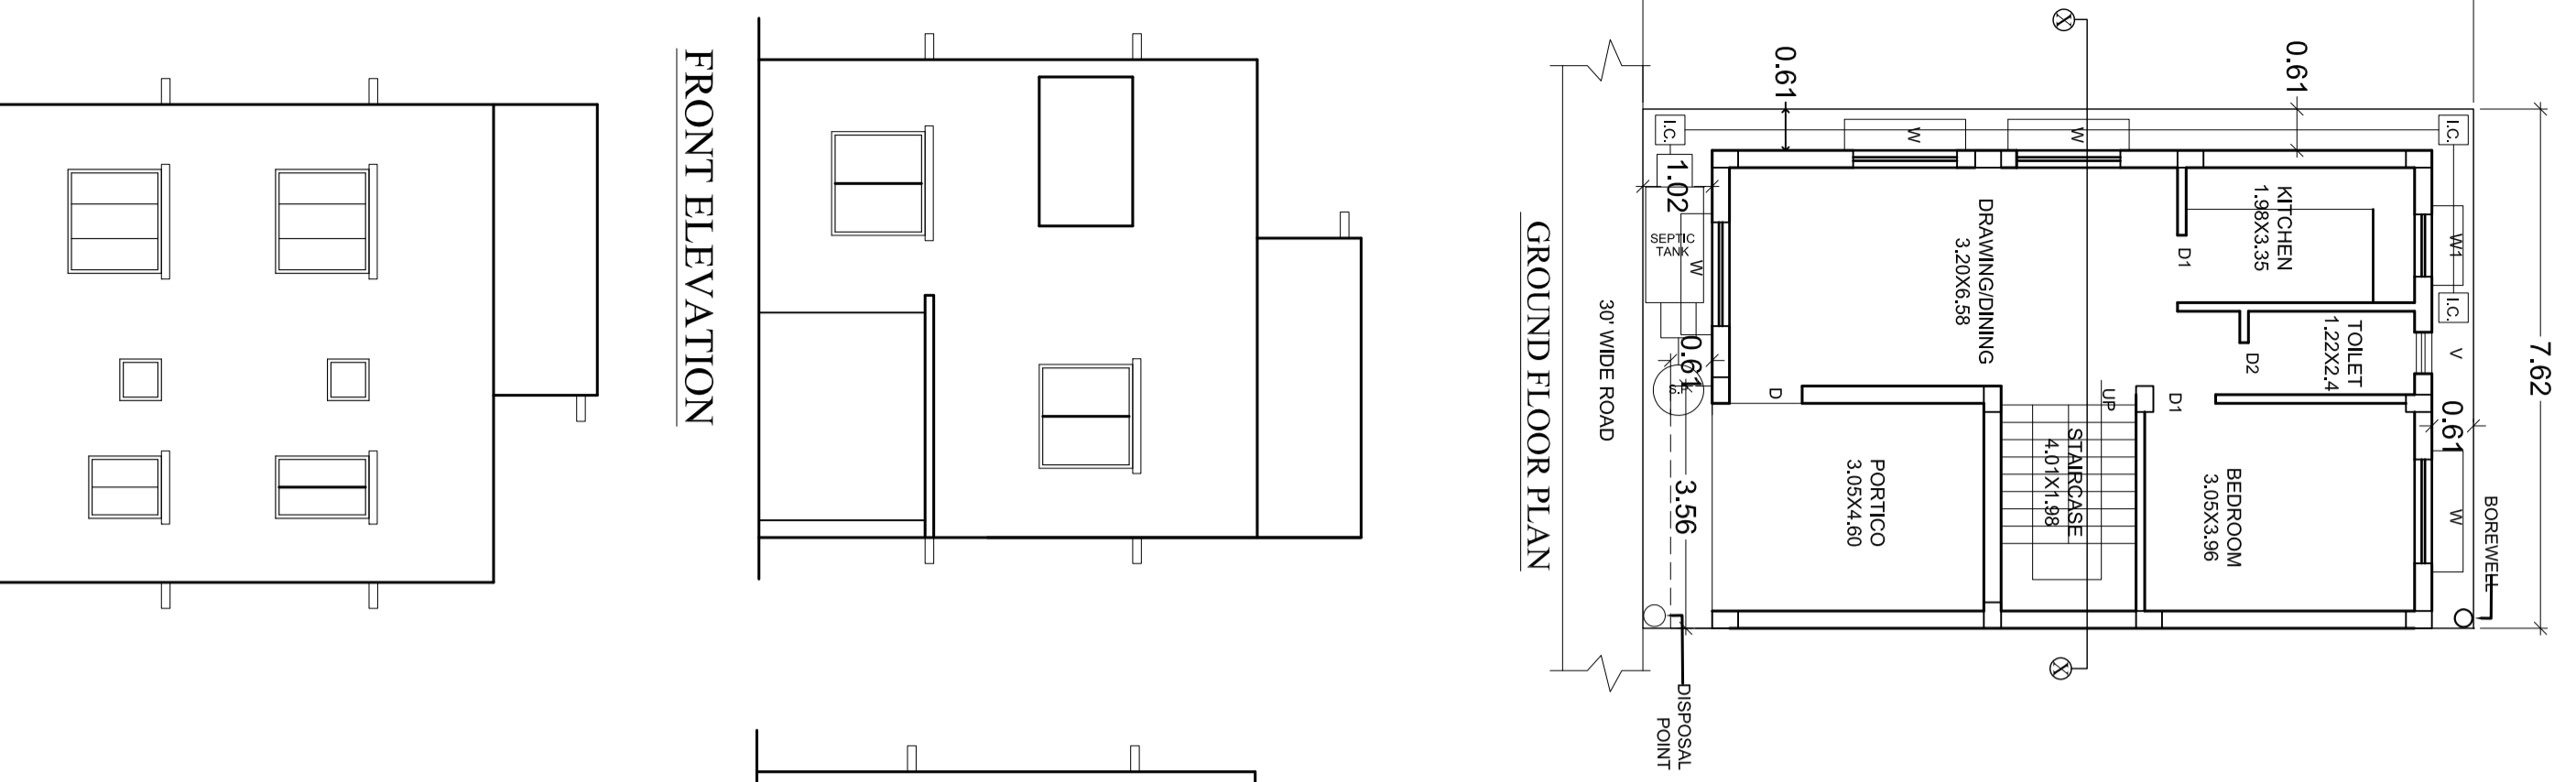 7.62
0.61
0.61
BOREWELL
I.C.
W1
I.C.
V
W
KITCHEN
1.98X3.35
TOILET
1.22X2.4
D2
BEDROOM
3.05X3.96
D1
D1
X
W
W
UP
STAIRCASE
4.01X1.98
X
DRAWING/DINING
3.20X6.58
PORTICO
3.05X4.60
D
0.61
I.C.
1.02
SEPTIC
TANK
W
0.61
S.P
3.56
DISPOSAL
POINT
30' WIDE ROAD
GROUND FLOOR PLAN
FRONT ELEVATION